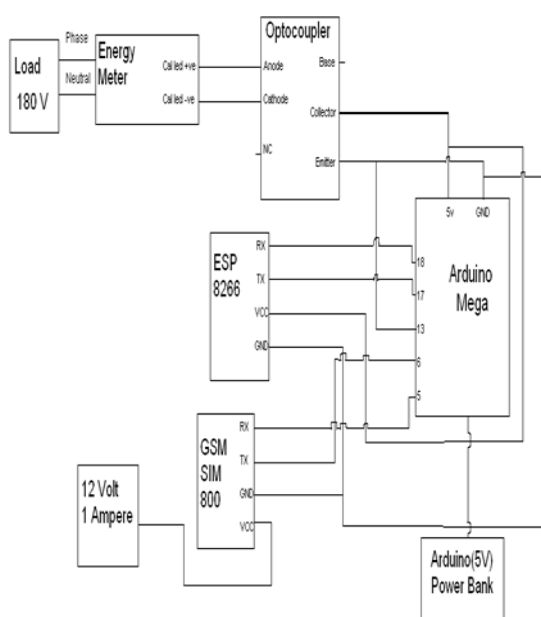 Optocoupler
Phase
Load
180 V
Neutral
Energy
Meter
Cal led +ve
Cal led -ve
Anode
Cathode
NC
Base
Collector
Emitter
5v
GND
Arduino
Mega
18
17
13
6
5
ESP
8266
RX
TX
VCC
GND
GSM
SIM
800
RX
TX
GND
VCC
12 Volt
1 Ampere
Arduino(5V)
Power Bank